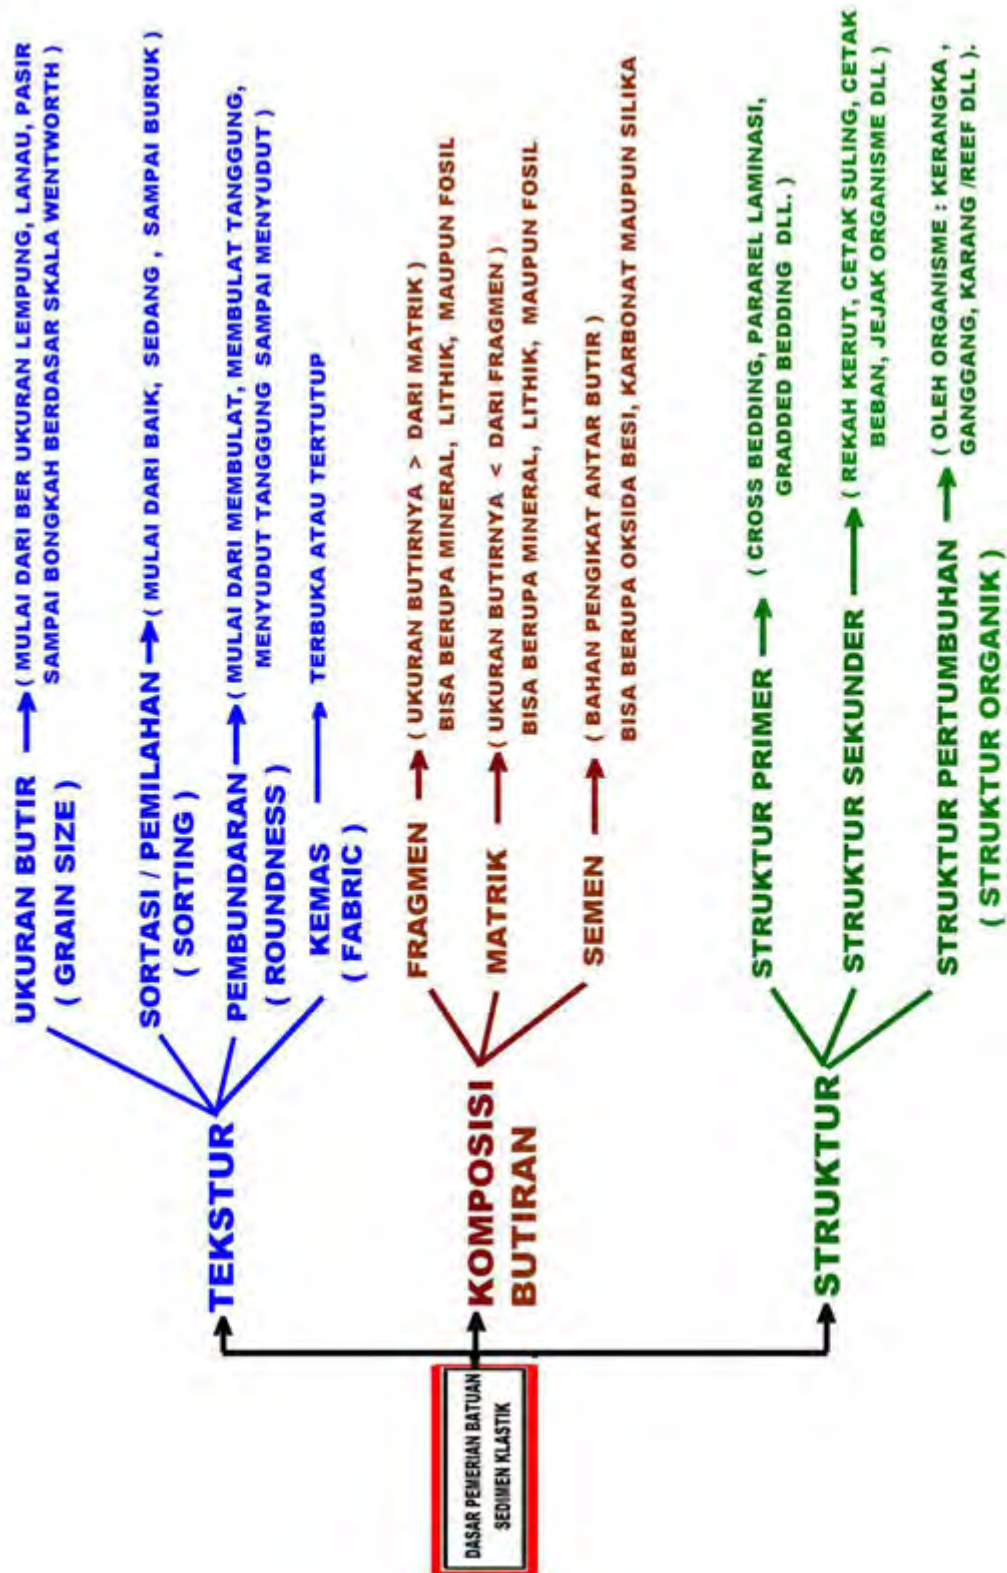 DASAR PEMERIAN BATUAN
SEDIMEN KLASTIK
TEKSTUR
UKURAN BUTIR
( GRAIN SIZE )
( MULAI DARI BER UKURAN LEMPUNG, LANAU, PASIR
SAMPAI BONGKAH BERDASAR SKALA WENTWORTH )
SORTASI / PEMILAHAN
( SORTING )
( MULAI DARI BAIK, SEDANG , SAMPAI BURUK )
PEMBUNDARAN
( ROUNDNESS )
( MULAI DARI MEMBULAT, MEMBULAT TANGGUNG,
MENYUDUT TANGGUNG SAMPAI MENYUDUT )
KEMAS
( FABRIC )
TERBUKA ATAU TERTUTUP
KOMPOSISI
BUTIRAN
FRAGMEN
( UKURAN BUTIRNYA > DARI MATRIK )
BISA BERUPA MINERAL, LITHIK, MAUPUN FOSIL
MATRIK
( UKURAN BUTIRNYA < DARI FRAGMEN )
BISA BERUPA MINERAL, LITHIK, MAUPUN FOSIL
SEMEN
( BAHAN PENGIKAT ANTAR BUTIR )
BISA BERUPA OKSIDA BESI, KARBONAT MAUPUN SILIKA
STRUKTUR
STRUKTUR PRIMER
( CROSS BEDDING, PARAREL LAMINASI,
GRADDED BEDDING DLL. )
STRUKTUR SEKUNDER
( REKAH KERUT, CETAK SULING, CETAK
BEBAN, JEJAK ORGANISME DLL )
STRUKTUR PERTUMBUHAN
( STRUKTUR ORGANIK )
( OLEH ORGANISME : KERANGKA ,
GANGGANG, KARANG /REEF DLL ).